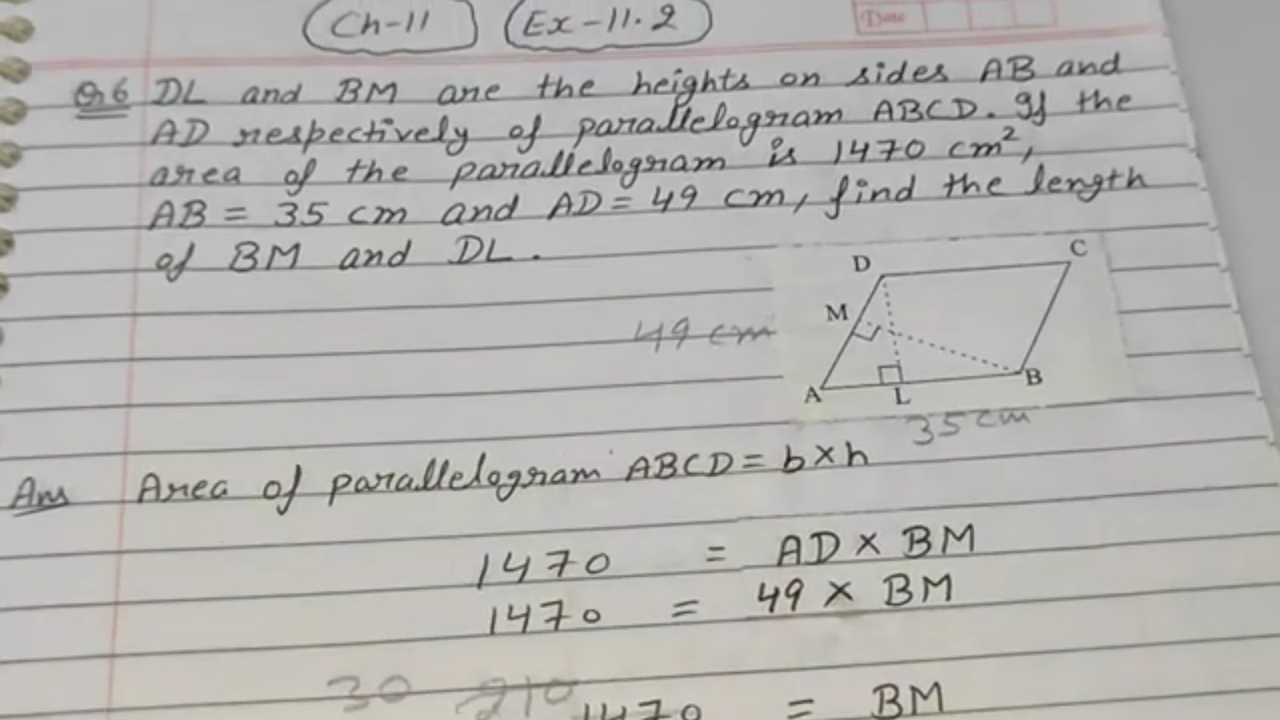 Ch-11 Ex-11.2
Date
Q6 DL and BM are the heights on sides AB and
AD respectively of parallelogram ABCD. If the
area of the parallelogram is 1470 cm²,
AB = 35 cm and AD = 49 cm, find the length
of BM and DL.
D C
M
49 cm
A L B
35 cm
Ans Area of parallelogram ABCD = b×h
1470 = AD × BM
1470 = 49 × BM
30 210
1470 = BM